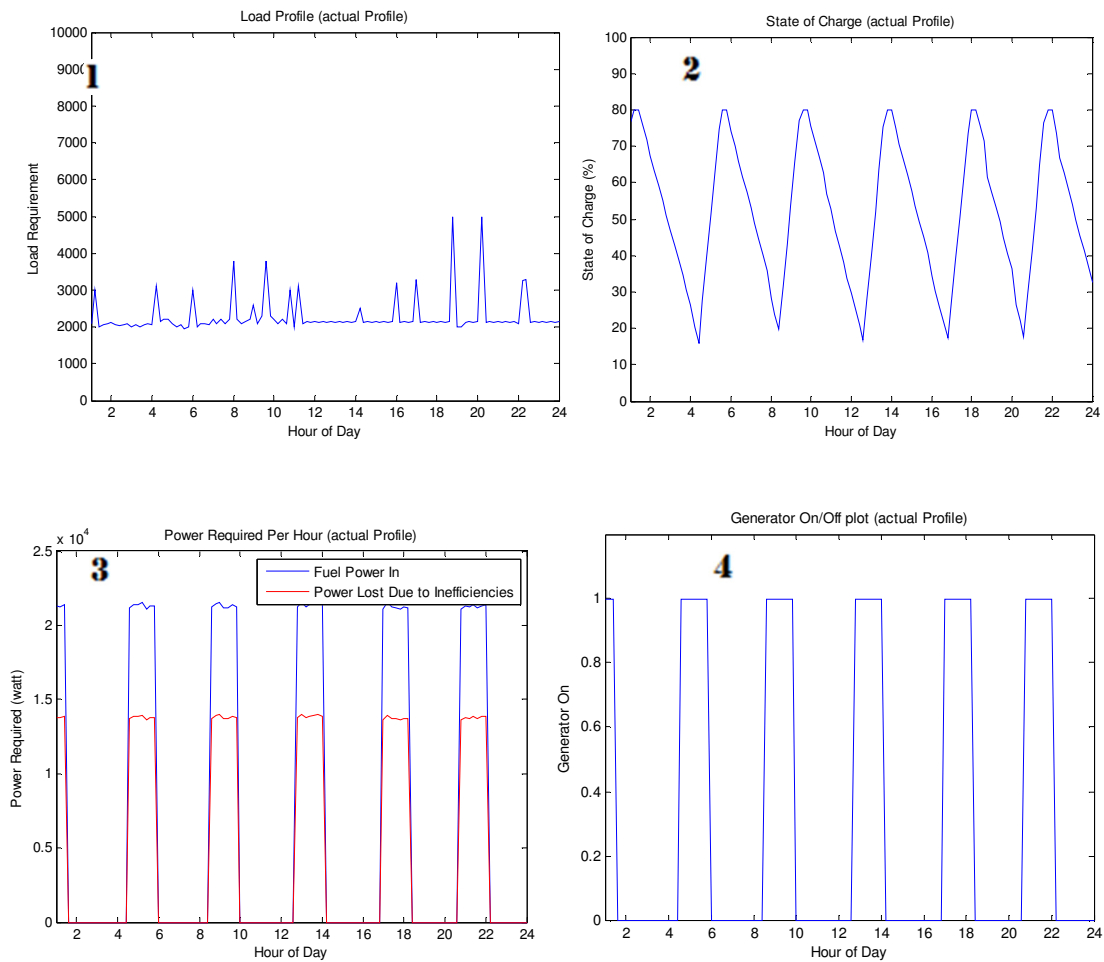 Load Profile (actual Profile)
10000
9000
8000
7000
6000
5000
4000
3000
2000
1000
0
Load Requirement
1
2 4 6 8 10 12 14 16 18 20 22 24
Hour of Day
State of Charge (actual Profile)
100
90
80
70
60
50
40
30
20
10
0
State of Charge (%)
2
2 4 6 8 10 12 14 16 18 20 22 24
Hour of Day
Power Required Per Hour (actual Profile)
x 10^4
2.5
2
1.5
1
0.5
0
Power Required (watt)
3
Fuel Power In
Power Lost Due to Inefficiencies
2 4 6 8 10 12 14 16 18 20 22 24
Hour of Day
Generator On/Off plot (actual Profile)
1
0.8
0.6
0.4
0.2
0
Generator On
4
2 4 6 8 10 12 14 16 18 20 22 24
Hour of Day